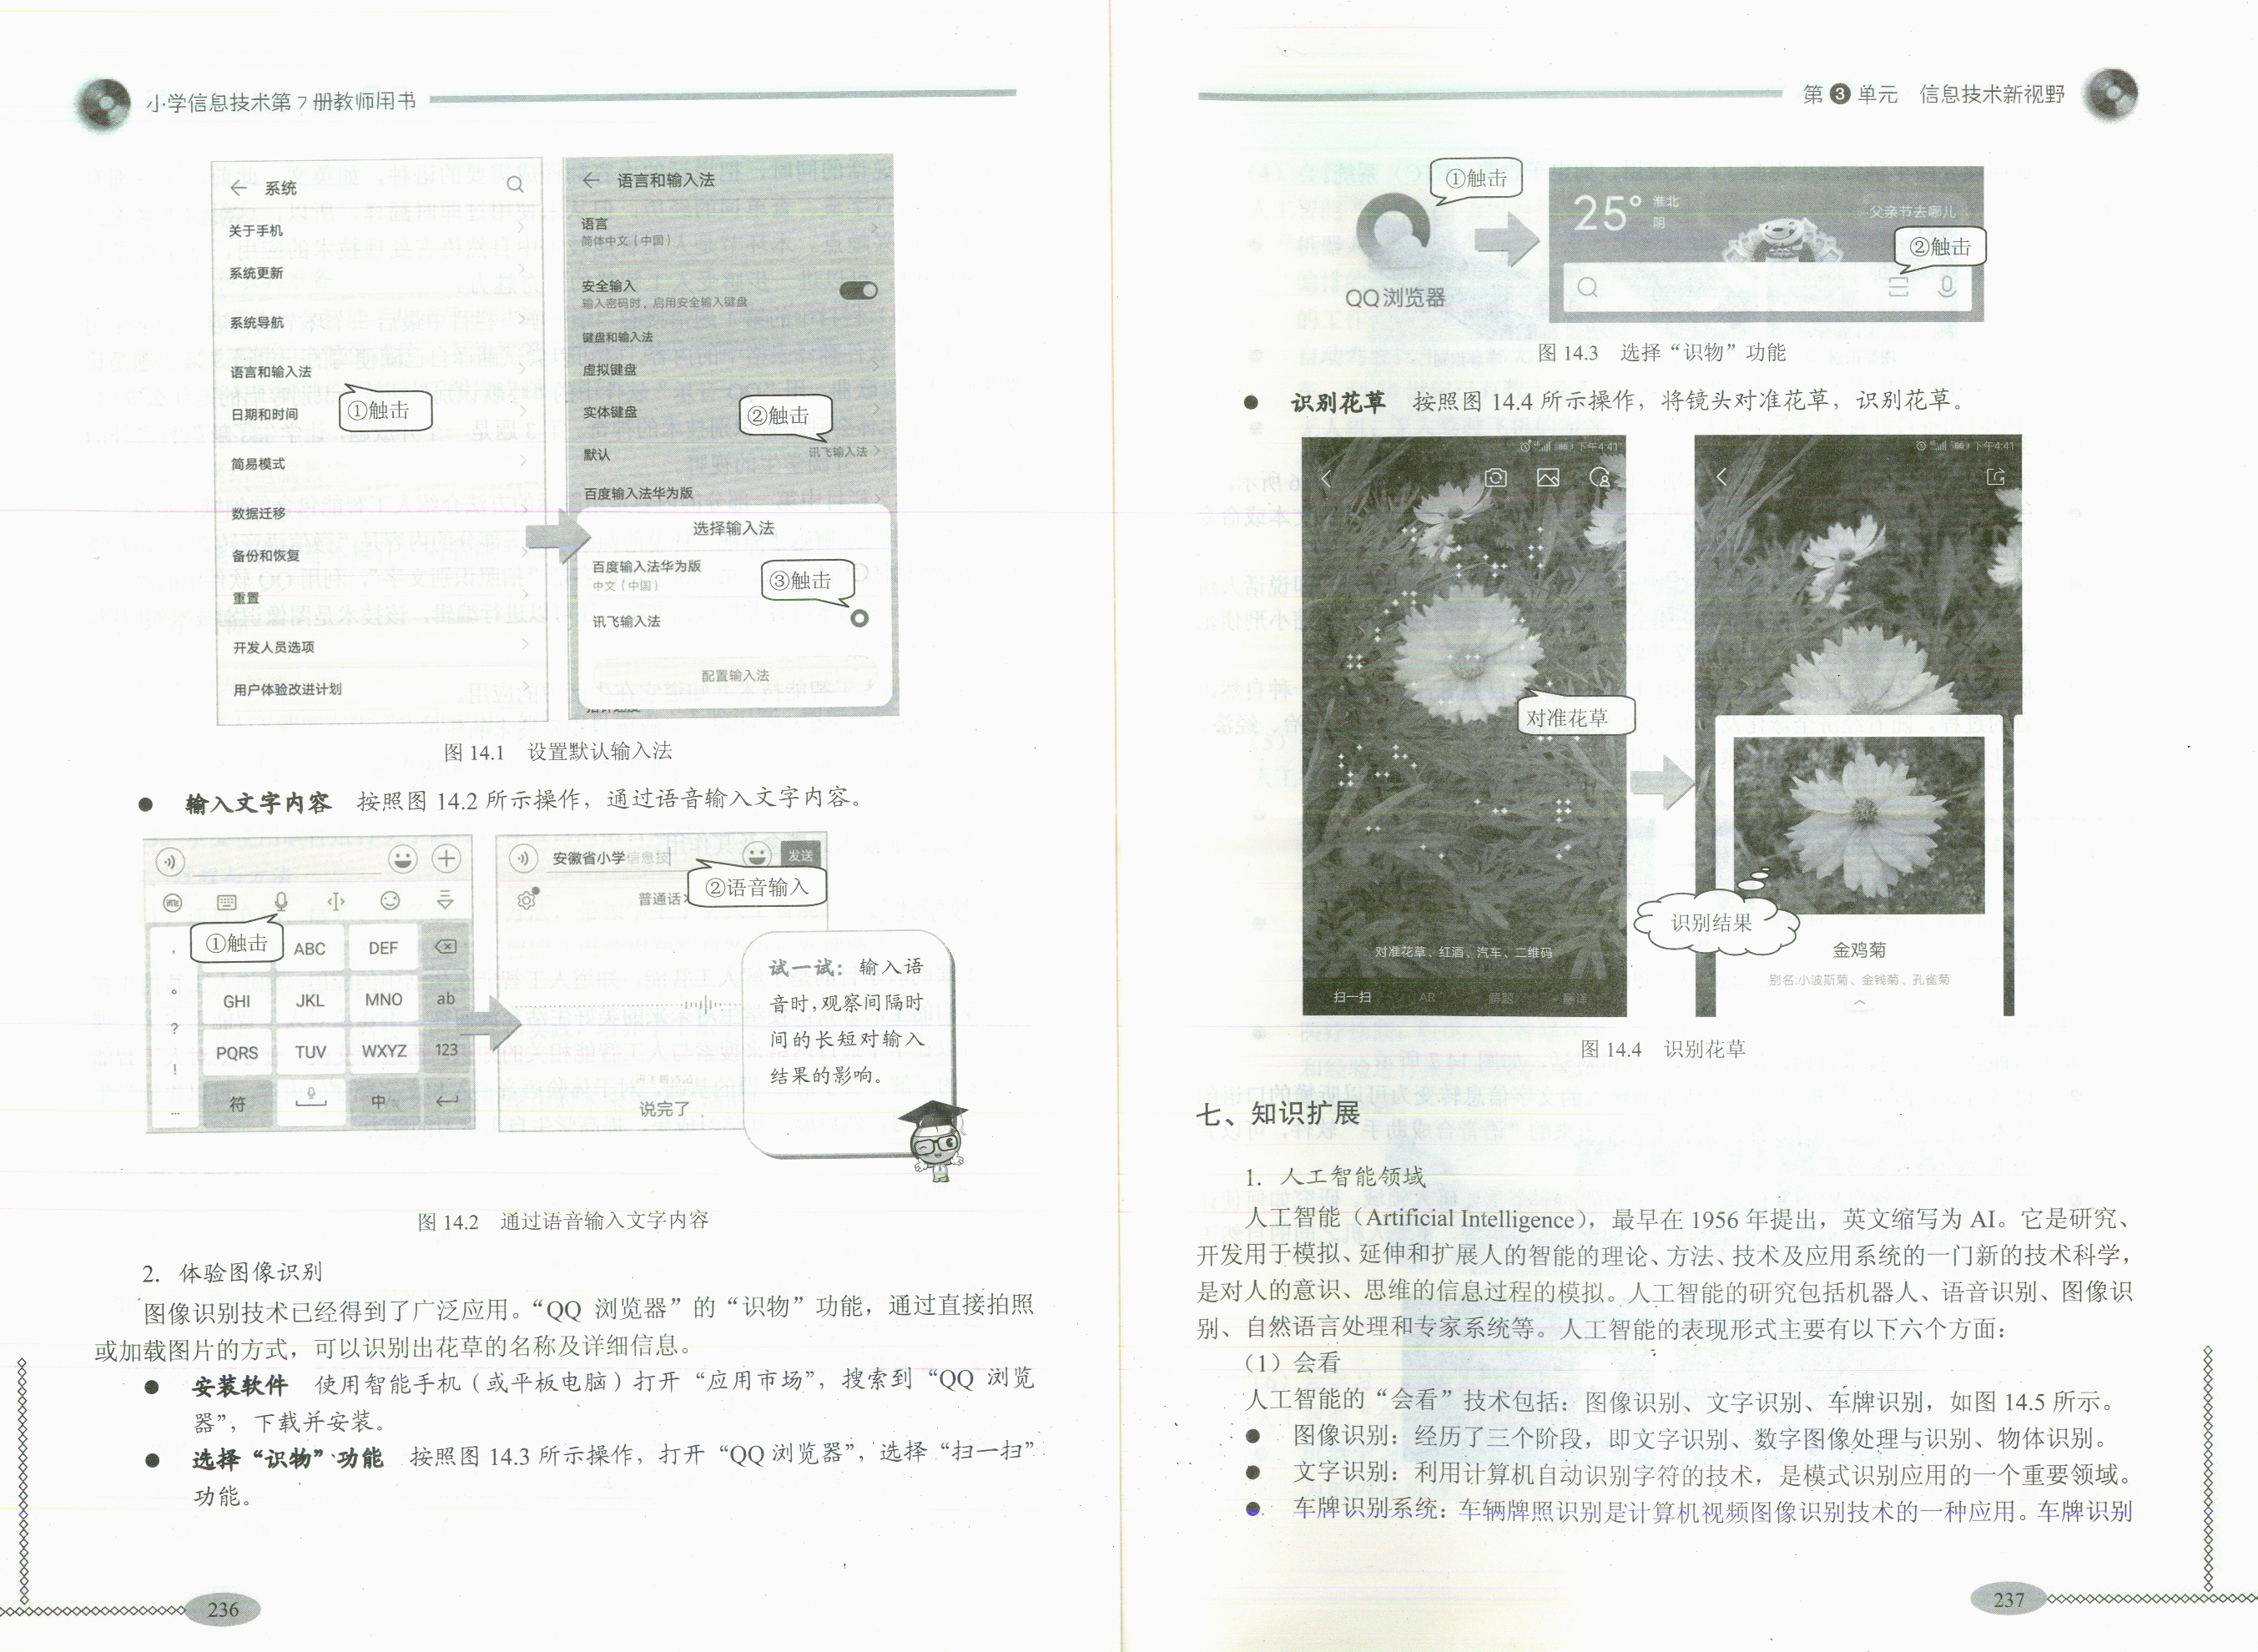 小学信息技术第7册教师用书
← 系统
关于手机
系统更新
系统导航
语言和输入法
①触击
日期和时间
简易模式
数据迁移
备份和恢复
重置
开发人员选项
用户体验改进计划
← 语言和输入法
语言
简体中文（中国）
安全输入
输入密码时，启用安全输入键盘
键盘和输入法
虚拟键盘
实体键盘
②触击
默认 讯飞输入法
百度输入法华为版
选择输入法
百度输入法华为版
中文（中国）
③触击
讯飞输入法
配置输入法
图 14.1 设置默认输入法
● 输入文字内容 按照图 14.2 所示操作，通过语音输入文字内容。
①触击
ABC DEF
GHI JKL MNO ab
PQRS TUV WXYZ 123
符 中
安徽省小学信息技 发送
普通话
②语音输入
说完了
试一试：输入语
音时，观察间隔时
间的长短对输入
结果的影响。
图 14.2 通过语音输入文字内容
2. 体验图像识别
图像识别技术已经得到了广泛应用。“QQ 浏览器”的“识物”功能，通过直接拍照
或加载图片的方式，可以识别出花草的名称及详细信息。
● 安装软件 使用智能手机（或平板电脑）打开“应用市场”，搜索到“QQ 浏览
器”，下载并安装。
● 选择“识物”功能 按照图 14.3 所示操作，打开“QQ 浏览器”，选择“扫一扫”
功能。
236
第3单元 信息技术新视野
①触击
QQ浏览器
25° 淮北
阴
父亲节去哪儿
②触击
图 14.3 选择“识物”功能
● 识别花草 按照图 14.4 所示操作，将镜头对准花草，识别花草。
下午4:41
对准花草
对准花草、红酒、汽车、二维码
扫一扫 AR 解题 翻译
下午4:41
识别结果
金鸡菊
别名:小波斯菊、金钱菊、孔雀菊
图 14.4 识别花草
七、知识扩展
1. 人工智能领域
人工智能（Artificial Intelligence），最早在 1956 年提出，英文缩写为 AI。它是研究、
开发用于模拟、延伸和扩展人的智能的理论、方法、技术及应用系统的一门新的技术科学，
是对人的意识、思维的信息过程的模拟。人工智能的研究包括机器人、语音识别、图像识
别、自然语言处理和专家系统等。人工智能的表现形式主要有以下六个方面：
（1）会看
人工智能的“会看”技术包括：图像识别、文字识别、车牌识别，如图 14.5 所示。
● 图像识别：经历了三个阶段，即文字识别、数字图像处理与识别、物体识别。
● 文字识别：利用计算机自动识别字符的技术，是模式识别应用的一个重要领域。
● 车牌识别系统：车辆牌照识别是计算机视频图像识别技术的一种应用。车牌识别
237